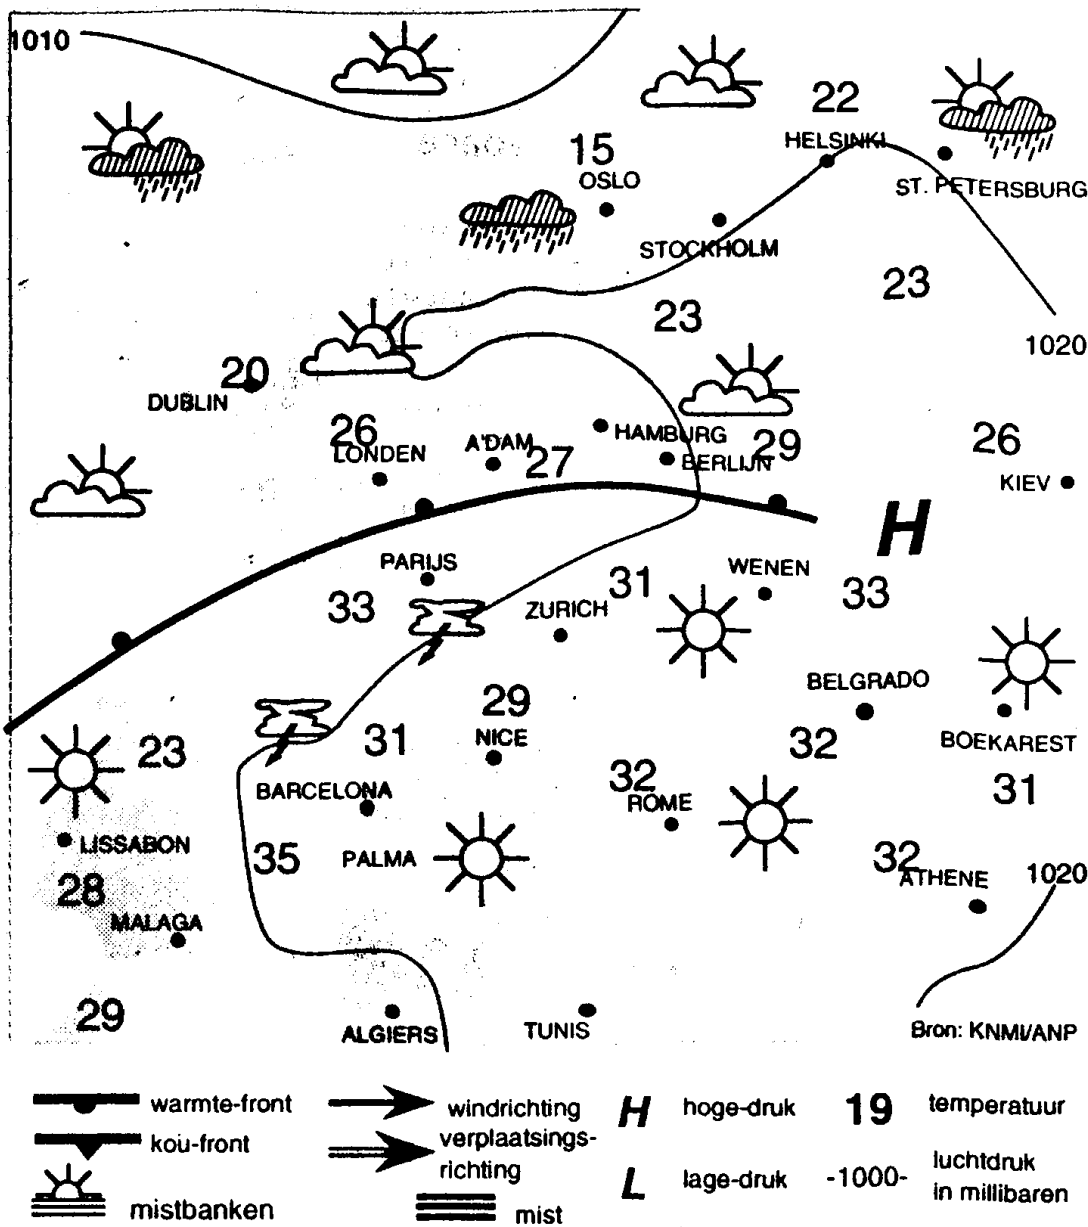 1010
22
HELSINKI
15
OSLO
ST. PETERSBURG
STOCKHOLM
23
23
1020
20
DUBLIN
26
LONDEN
A'DAM
27
HAMBURG
29
BERLIJN
26
KIEV
H
PARIJS
33
31
WENEN
33
ZURICH
BELGRADO
29
NICE
31
23
32
BOEKAREST
BARCELONA
32
ROME
31
LISSABON
35
PALMA
32
ATHENE
1020
28
MALAGA
29
ALGIERS
TUNIS
Bron: KNMI/ANP
warmte-front
windrichting
H
hoge-druk
19
temperatuur
kou-front
verplaatsings-
richting
L
lage-druk
-1000-
luchtdruk
in millibaren
mistbanken
mist